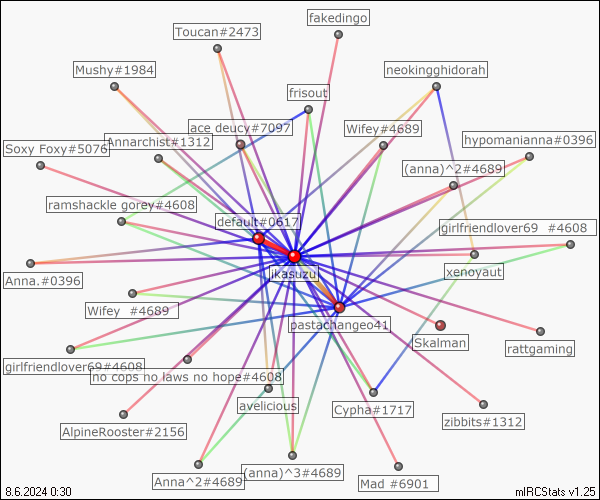 fakedingo
Toucan#2473
Mushy#1984
neokingghidorah
frisout
ace deucy#7097
Wifey#4689
Annarchist#1312
hypomanianna#0396
Soxy Foxy#5076
(anna)^2#4689
ramshackle gorey#4608
default#0617
girlfriendlover69 #4608
ikasuzu
xenoyaut
Anna.#0396
Wifey #4689
pastachangeo41
Skalman
rattgaming
girlfriendlover69#4608
no cops no laws no hope#4608
avelicious
Cypha#1717
zibbits#1312
AlpineRooster#2156
(anna)^3#4689
Anna^2#4689
Mad #6901
8.6.2024 0:30
mIRCStats v1.25